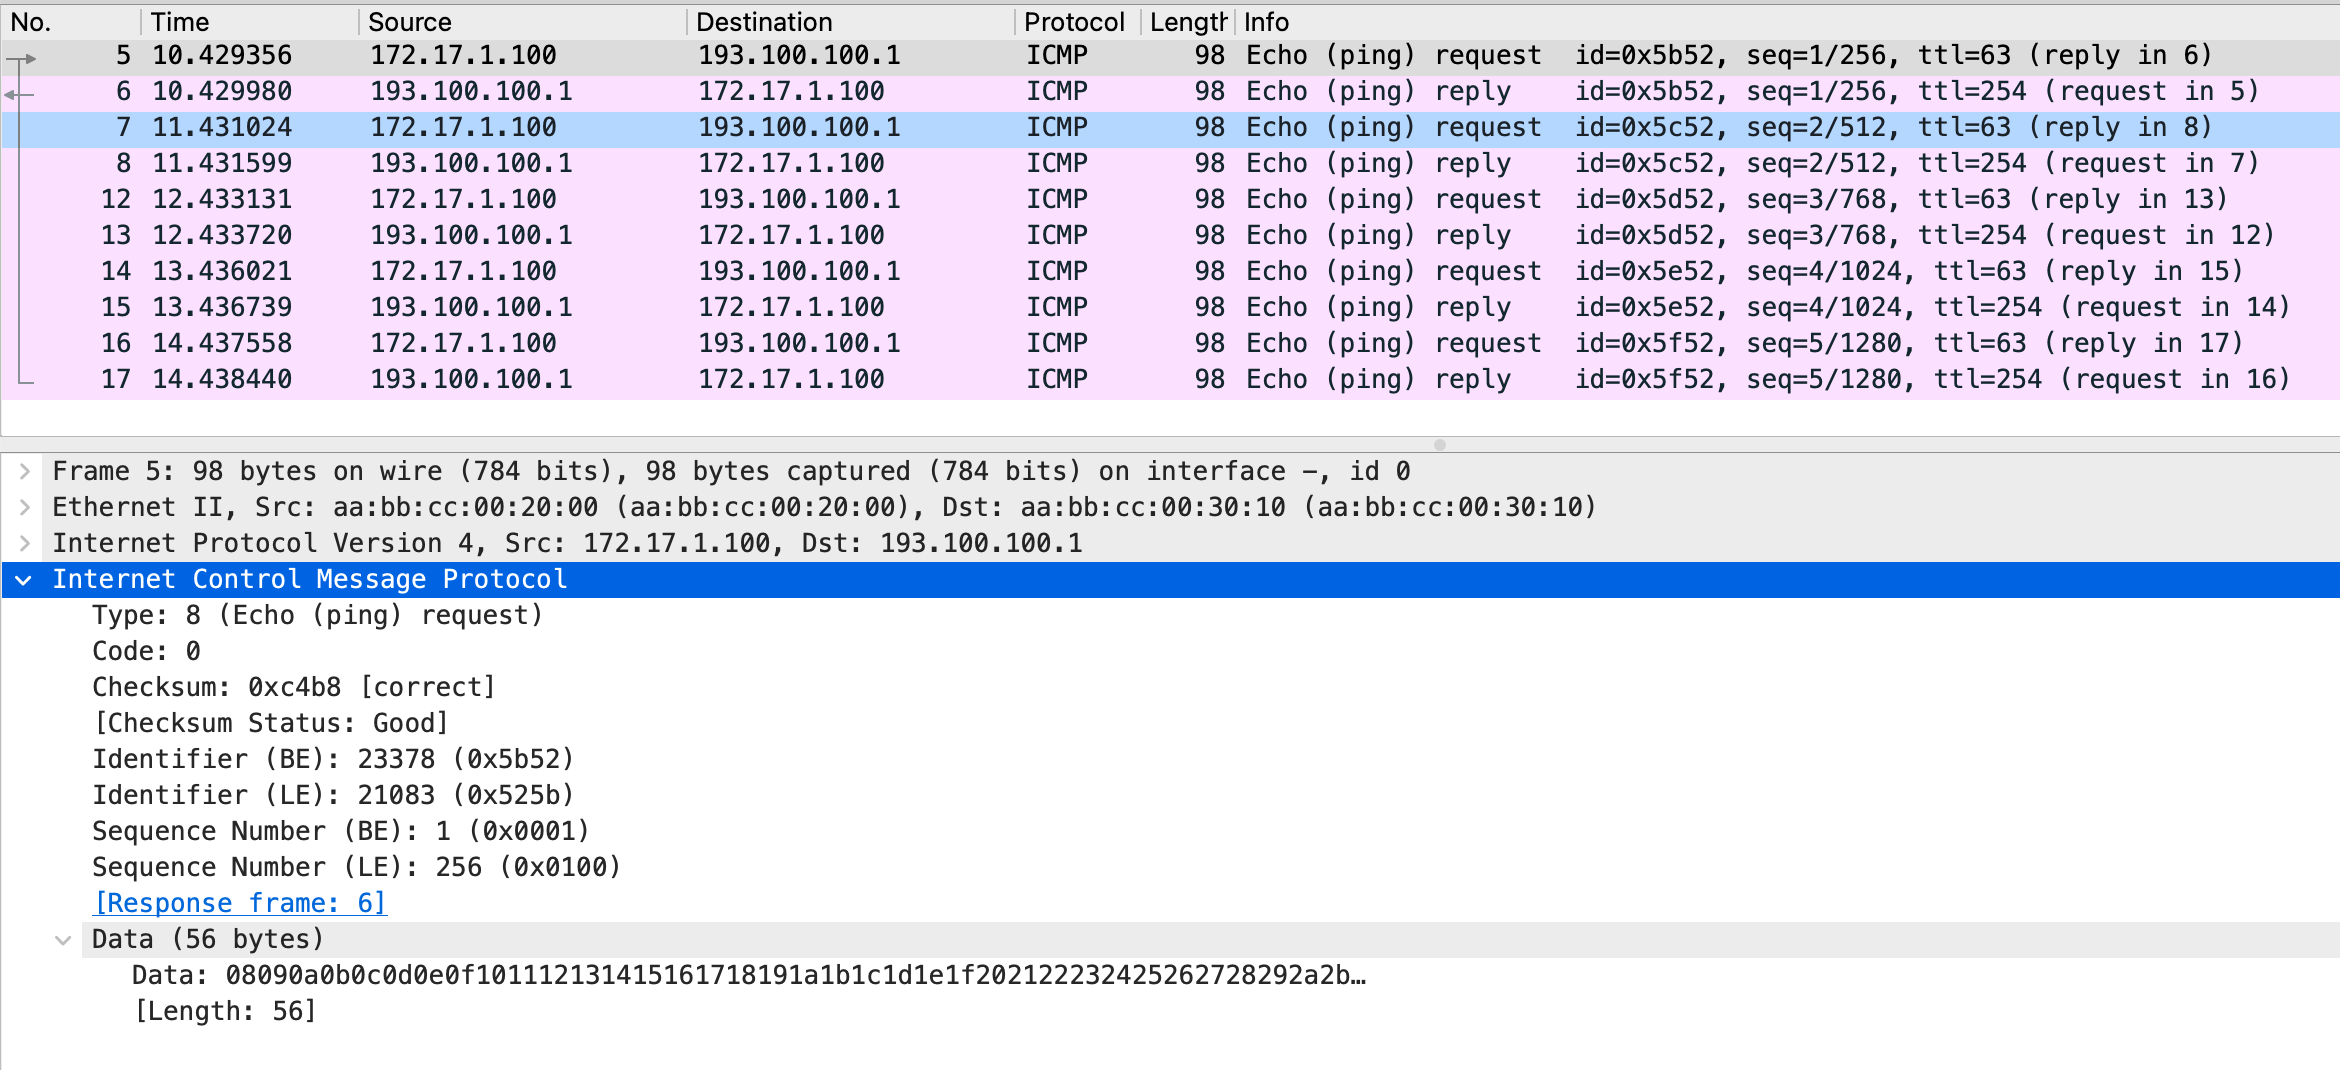 No. Time Source Destination Protocol Length Info
5 10.429356 172.17.1.100 193.100.100.1 ICMP 98 Echo (ping) request id=0x5b52, seq=1/256, ttl=63 (reply in 6)
6 10.429980 193.100.100.1 172.17.1.100 ICMP 98 Echo (ping) reply id=0x5b52, seq=1/256, ttl=254 (request in 5)
7 11.431024 172.17.1.100 193.100.100.1 ICMP 98 Echo (ping) request id=0x5c52, seq=2/512, ttl=63 (reply in 8)
8 11.431599 193.100.100.1 172.17.1.100 ICMP 98 Echo (ping) reply id=0x5c52, seq=2/512, ttl=254 (request in 7)
12 12.433131 172.17.1.100 193.100.100.1 ICMP 98 Echo (ping) request id=0x5d52, seq=3/768, ttl=63 (reply in 13)
13 12.433720 193.100.100.1 172.17.1.100 ICMP 98 Echo (ping) reply id=0x5d52, seq=3/768, ttl=254 (request in 12)
14 13.436021 172.17.1.100 193.100.100.1 ICMP 98 Echo (ping) request id=0x5e52, seq=4/1024, ttl=63 (reply in 15)
15 13.436739 193.100.100.1 172.17.1.100 ICMP 98 Echo (ping) reply id=0x5e52, seq=4/1024, ttl=254 (request in 14)
16 14.437558 172.17.1.100 193.100.100.1 ICMP 98 Echo (ping) request id=0x5f52, seq=5/1280, ttl=63 (reply in 17)
17 14.438440 193.100.100.1 172.17.1.100 ICMP 98 Echo (ping) reply id=0x5f52, seq=5/1280, ttl=254 (request in 16)
Frame 5: 98 bytes on wire (784 bits), 98 bytes captured (784 bits) on interface -, id 0
Ethernet II, Src: aa:bb:cc:00:20:00 (aa:bb:cc:00:20:00), Dst: aa:bb:cc:00:30:10 (aa:bb:cc:00:30:10)
Internet Protocol Version 4, Src: 172.17.1.100, Dst: 193.100.100.1
Internet Control Message Protocol
Type: 8 (Echo (ping) request)
Code: 0
Checksum: 0xc4b8 [correct]
[Checksum Status: Good]
Identifier (BE): 23378 (0x5b52)
Identifier (LE): 21083 (0x525b)
Sequence Number (BE): 1 (0x0001)
Sequence Number (LE): 256 (0x0100)
[Response frame: 6]
Data (56 bytes)
Data: 08090a0b0c0d0e0f101112131415161718191a1b1c1d1e1f202122232425262728292a2b…
[Length: 56]